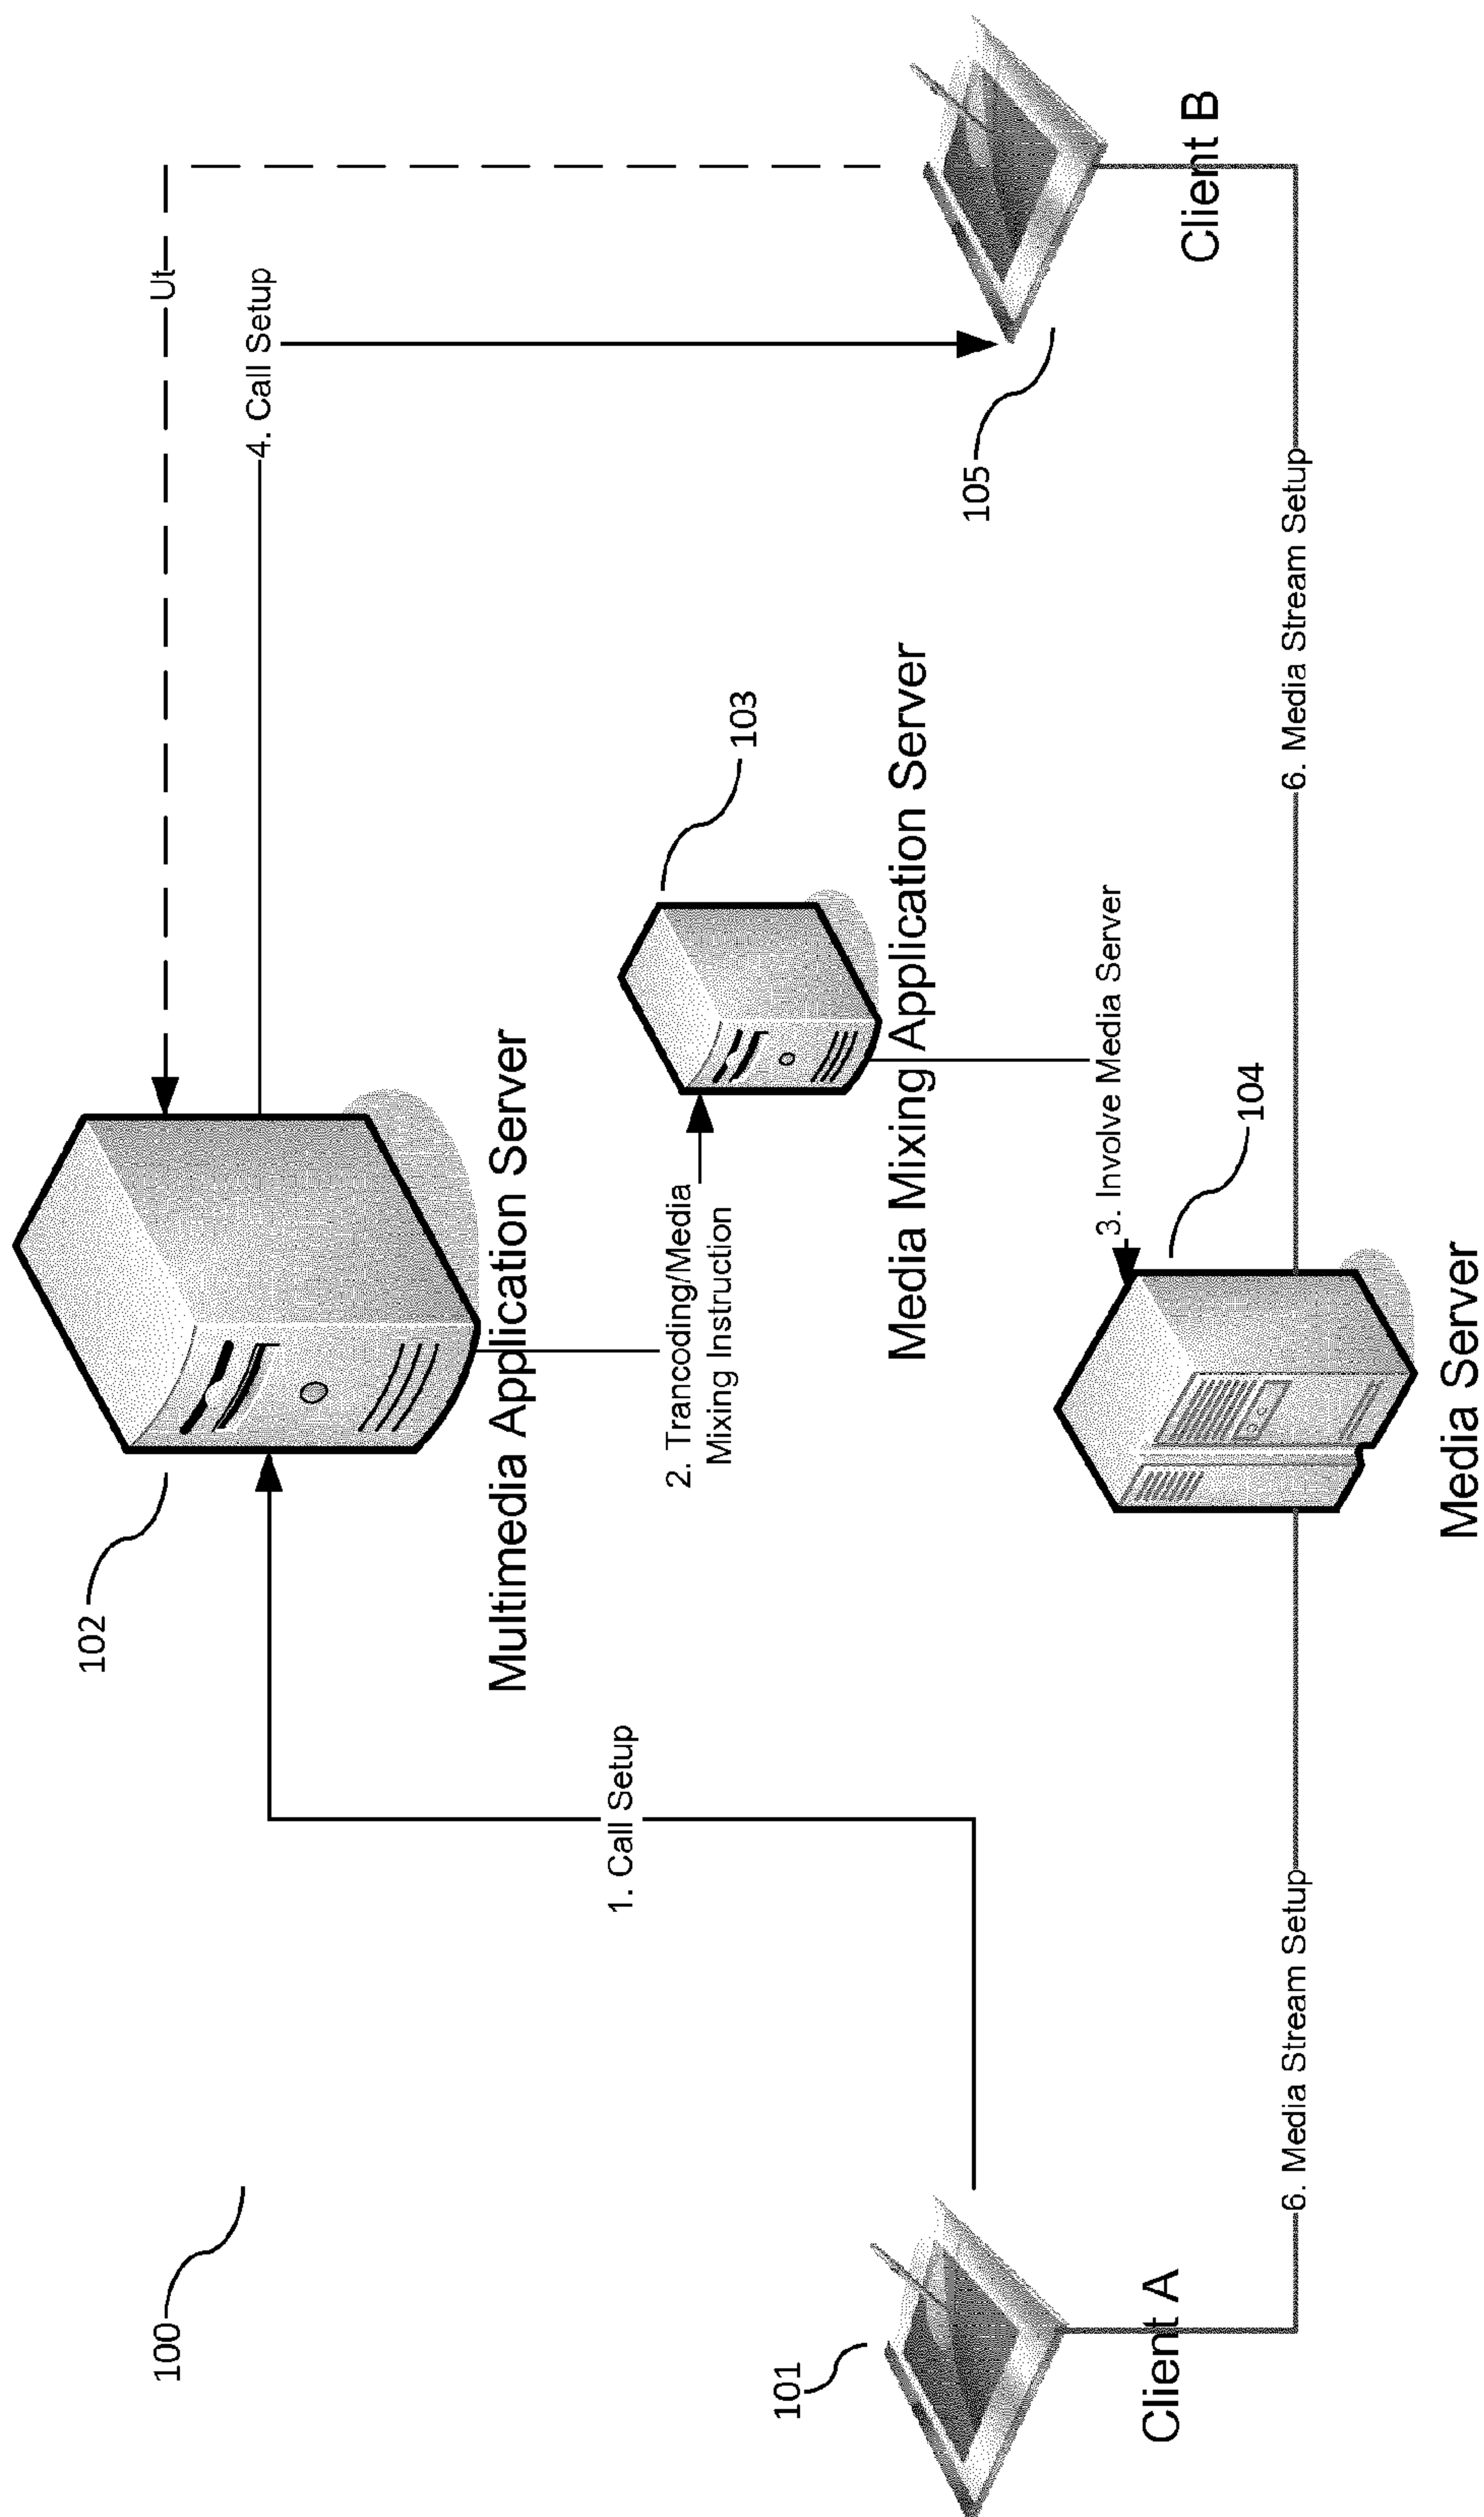 100
102
Ut
4. Call Setup
Multimedia Application Server
1. Call Setup
2. Trancoding/Media
Mixing Instruction
103
Media Mixing Application Server
101
105
Client A
3. Involve Media Server
Client B
104
6. Media Stream Setup
6. Media Stream Setup
Media Server